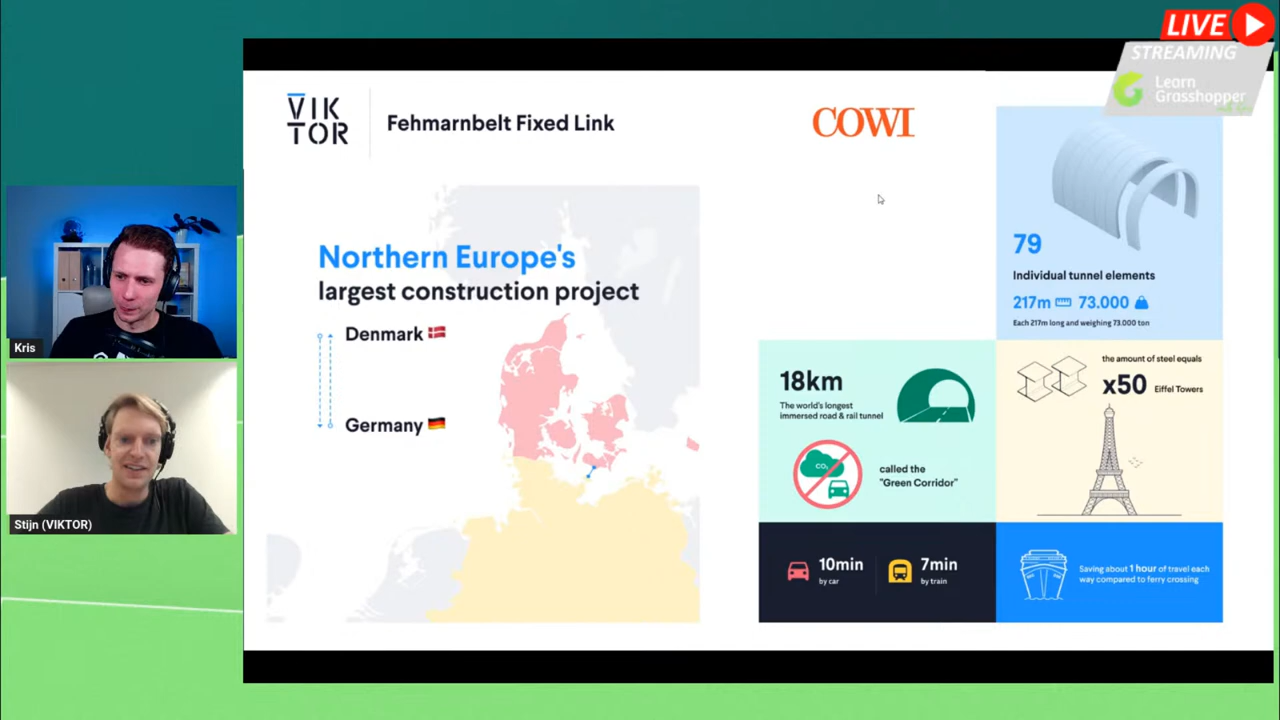 LIVE
STREAMING
Learn
Grasshopper
VIK
TOR
Fehmarnbelt Fixed Link
COWI
Northern Europe's
largest construction project
Denmark
Germany
79
Individual tunnel elements
217m 73.000
Each 217m long and weighing 73.000 ton
18km
The world's longest
immersed road & rail tunnel
CO₂
called the
"Green Corridor"
the amount of steel equals
x50 Eiffel Towers
10min
by car
7min
by train
Saving about 1 hour of travel each
way compared to ferry crossing
Kris
Stijn (VIKTOR)